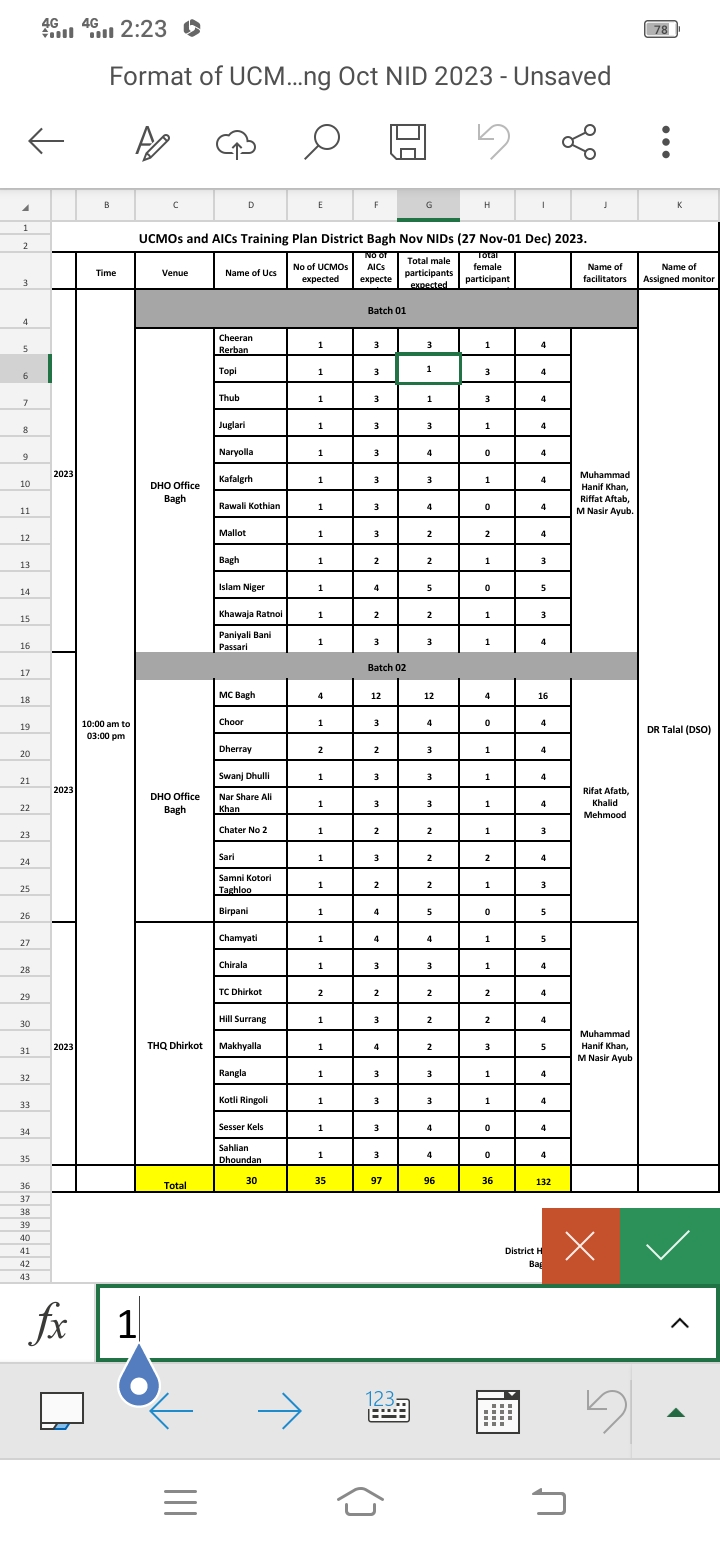 4G 4G 2:23 78
Format of UCM...ng Oct NID 2023 - Unsaved
B C D E F G H I J K
1
2 UCMOs and AICs Training Plan District Bagh Nov NIDs (27 Nov-01 Dec) 2023.
3 Time Venue Name of Ucs No of UCMOs expected No of AICs expecte Total male participants expected Total female participant Name of facilitators Name of Assigned monitor
4 Batch 01
5 Cheeran Rerban 1 3 3 1 4
6 Topi 1 3 1 3 4
7 Thub 1 3 1 3 4
8 Juglari 1 3 3 1 4
9 Naryolla 1 3 4 0 4
2023
10 Kafalgrh 1 3 3 1 4
DHO Office Bagh
Muhammad Hanif Khan, Riffat Aftab, M Nasir Ayub.
11 Rawali Kothian 1 3 4 0 4
12 Mallot 1 3 2 2 4
13 Bagh 1 2 2 1 3
14 Islam Niger 1 4 5 0 5
15 Khawaja Ratnoi 1 2 2 1 3
16 Paniyali Bani Passari 1 3 3 1 4
17 Batch 02
18 MC Bagh 4 12 12 4 16
19 Choor 1 3 4 0 4
10:00 am to 03:00 pm
DR Talal (DSO)
20 Dherray 2 2 3 1 4
21 Swanj Dhulli 1 3 3 1 4
2023
22 Nar Share Ali Khan 1 3 3 1 4
DHO Office Bagh
Rifat Afatb, Khalid Mehmood
23 Chater No 2 1 2 2 1 3
24 Sari 1 3 2 2 4
25 Samni Kotori Taghloo 1 2 2 1 3
26 Birpani 1 4 5 0 5
27 Chamyati 1 4 4 1 5
28 Chirala 1 3 3 1 4
29 TC Dhirkot 2 2 2 2 4
30 Hill Surrang 1 3 2 2 4
31 2023 THQ Dhirkot Makhyalla 1 4 2 3 5 Muhammad Hanif Khan, M Nasir Ayub
32 Rangla 1 3 3 1 4
33 Kotli Ringoli 1 3 3 1 4
34 Sesser Kels 1 3 4 0 4
35 Sahlian Dhoundan 1 3 4 0 4
36 Total 30 35 97 96 36 132
37
38
39
40
41 District H
42 Bag
43
fx 1
123